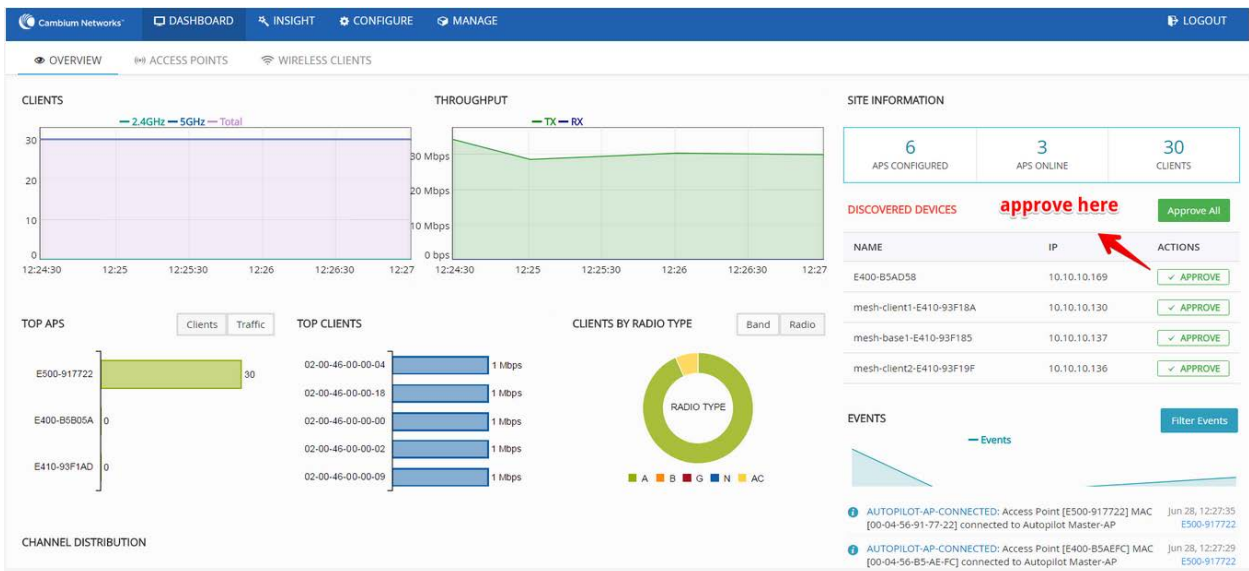 Cambium Networks™ DASHBOARD INSIGHT CONFIGURE MANAGE LOGOUT
OVERVIEW ACCESS POINTS WIRELESS CLIENTS
CLIENTS
2.4GHz 5GHz Total
30
20
10
0
12:24:30 12:25 12:25:30 12:26 12:26:30 12:27
THROUGHPUT
TX RX
30 Mbps
20 Mbps
10 Mbps
0 bps
12:24:30 12:25 12:25:30 12:26 12:26:30 12:27
SITE INFORMATION
6 3 30
APS CONFIGURED APS ONLINE CLIENTS
DISCOVERED DEVICES approve here Approve All
NAME IP ACTIONS
E400-B5AD58 10.10.10.169 APPROVE
mesh-client1-E410-93F18A 10.10.10.130 APPROVE
mesh-base1-E410-93F185 10.10.10.137 APPROVE
mesh-client2-E410-93F19F 10.10.10.136 APPROVE
TOP APS Clients Traffic
E500-917722 30
E400-B5B05A 0
E410-93F1AD 0
TOP CLIENTS
02-00-46-00-00-04 1 Mbps
02-00-46-00-00-18 1 Mbps
02-00-46-00-00-00 1 Mbps
02-00-46-00-00-02 1 Mbps
02-00-46-00-00-09 1 Mbps
CLIENTS BY RADIO TYPE Band Radio
RADIO TYPE
A B G N AC
EVENTS Filter Events
Events
AUTOPILOT-AP-CONNECTED: Access Point [E500-917722] MAC Jun 28, 12:27:35
[00-04-56-91-77-22] connected to Autopilot Master-AP E500-917722
AUTOPILOT-AP-CONNECTED: Access Point [E400-B5AEFC] MAC Jun 28, 12:27:29
[00-04-56-B5-AE-FC] connected to Autopilot Master-AP E500-917722
CHANNEL DISTRIBUTION